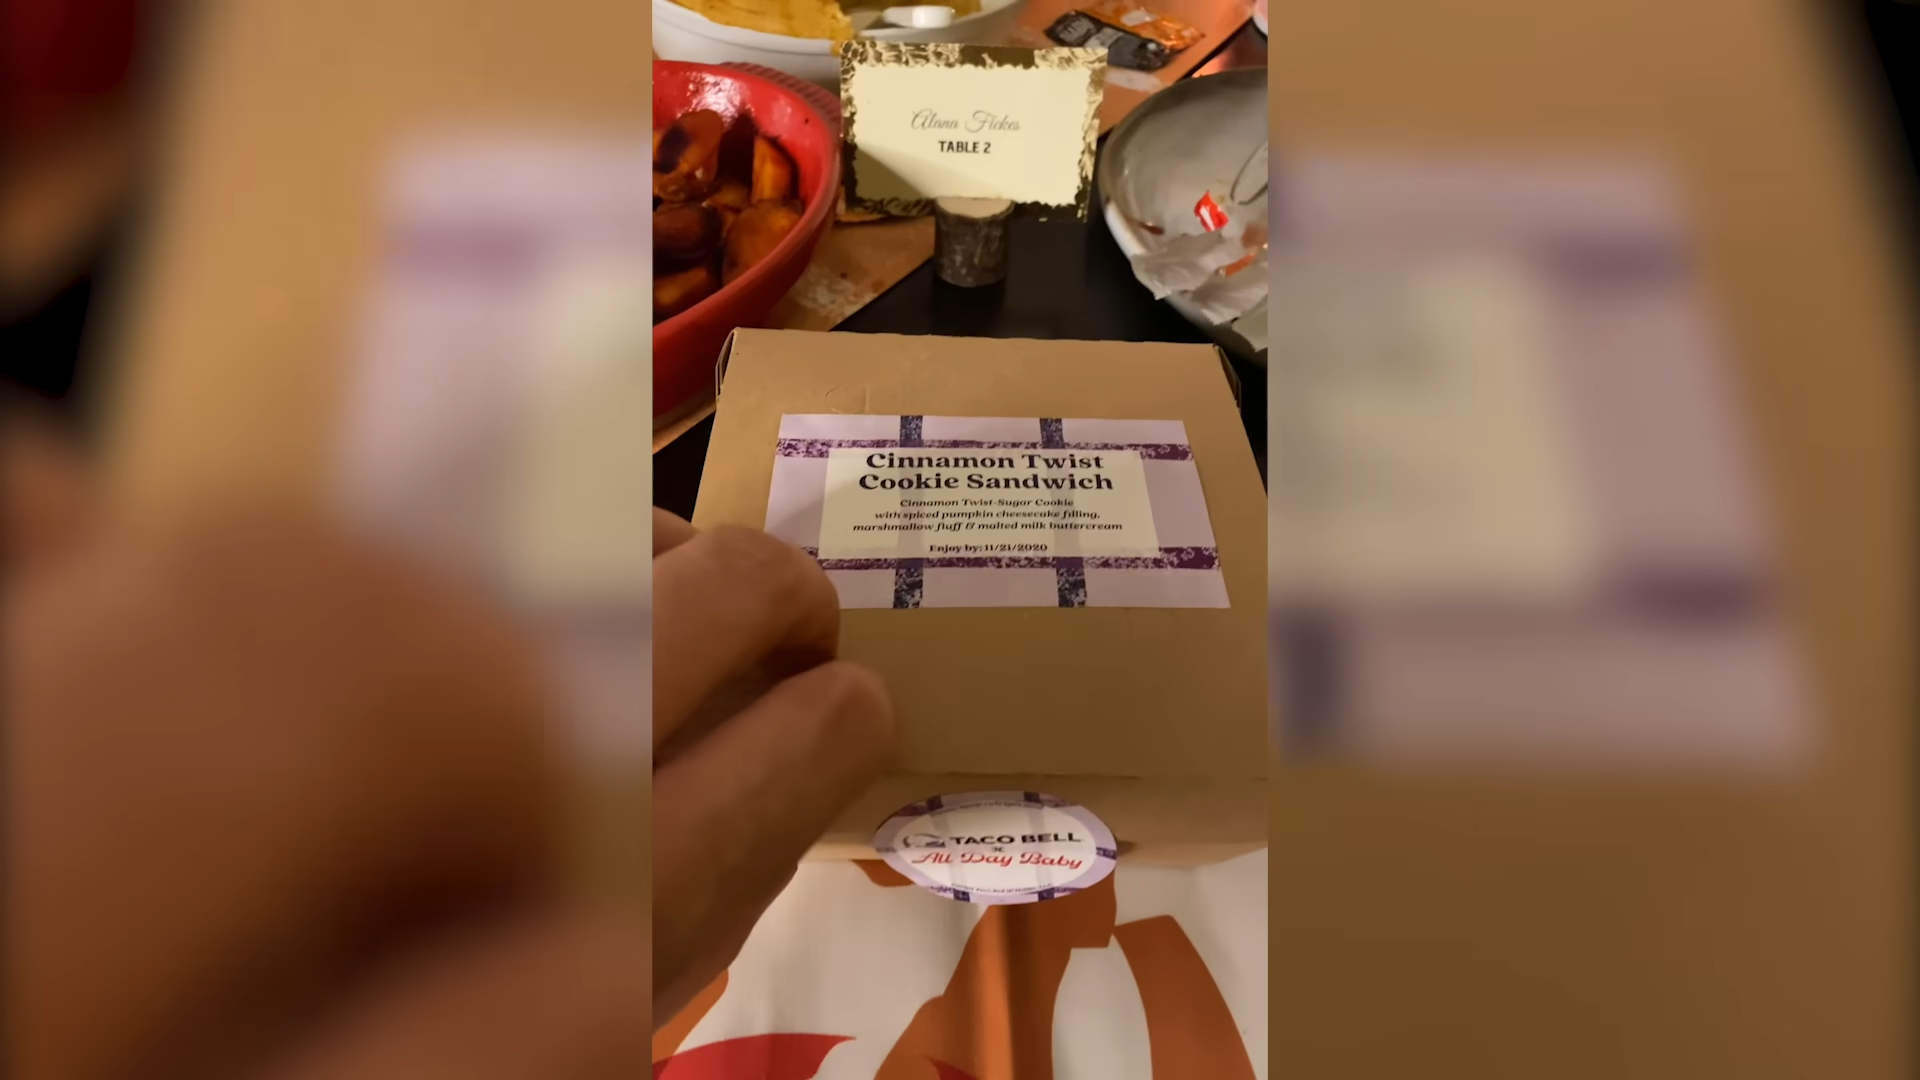 Alana Fickes
TABLE 2
Cinnamon Twist
Cookie Sandwich
Cinnamon Twist-Sugar Cookie
with spiced pumpkin cheesecake filling,
marshmallow fluff & malted milk buttercream
Enjoy by: 11/21/2020
TACO BELL
X
All Day Baby